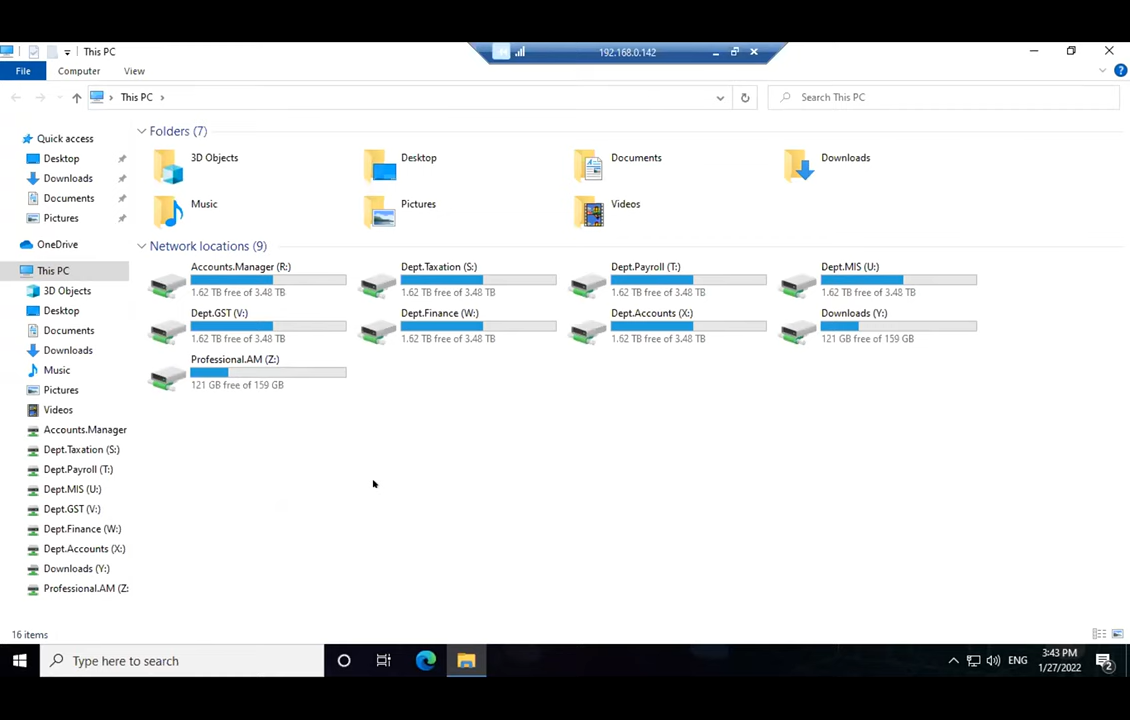 This PC
192.168.0.142
File
Computer
View
This PC
Search This PC
Quick access
Desktop
Downloads
Documents
Pictures
OneDrive
This PC
3D Objects
Desktop
Documents
Downloads
Music
Pictures
Videos
Accounts.Manager
Dept.Taxation (S:)
Dept.Payroll (T:)
Dept.MIS (U:)
Dept.GST (V:)
Dept.Finance (W:)
Dept.Accounts (X:)
Downloads (Y:)
Professional.AM (Z:
Folders (7)
3D Objects
Desktop
Documents
Downloads
Music
Pictures
Videos
Network locations (9)
Accounts.Manager (R:)
1.62 TB free of 3.48 TB
Dept.Taxation (S:)
1.62 TB free of 3.48 TB
Dept.Payroll (T:)
1.62 TB free of 3.48 TB
Dept.MIS (U:)
1.62 TB free of 3.48 TB
Dept.GST (V:)
1.62 TB free of 3.48 TB
Dept.Finance (W:)
1.62 TB free of 3.48 TB
Dept.Accounts (X:)
1.62 TB free of 3.48 TB
Downloads (Y:)
121 GB free of 159 GB
Professional.AM (Z:)
121 GB free of 159 GB
16 items
Type here to search
ENG
3:43 PM
1/27/2022
2